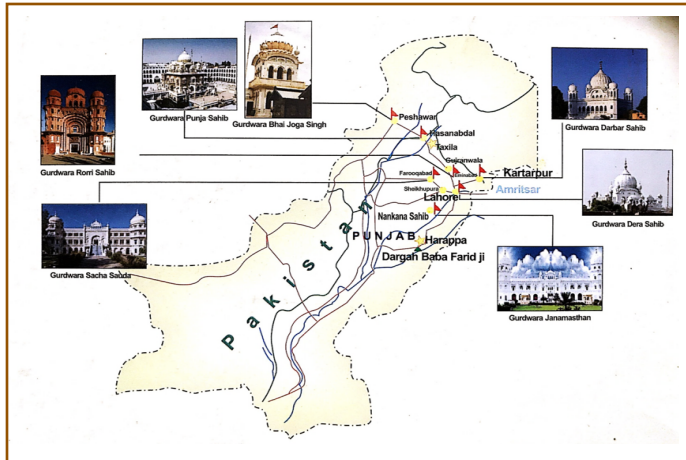 Gurdwara Punja Sahib
Gurdwara Bhai Joga Singh
Gurdwara Darbar Sahib
Gurdwara Rorri Sahib
Peshawar
Hasanabdal
Taxila
Gujranwala
Farooqabad
Eminabad
Kartarpur
Shaikhupura
Lahore
Amritsar
Nankana Sahib
Gurdwara Dera Sahib
PUNJAB
Harappa
Dargah Baba Farid ji
Gurdwara Sacha Sauda
Gurdwara Janamasthan
Pakistan